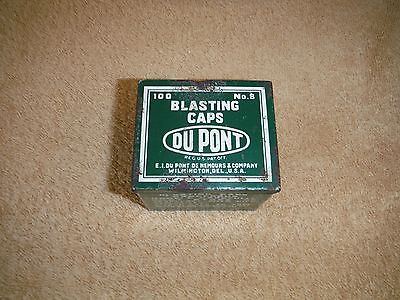 100 No. 8
BLASTING
CAPS
DU PONT
REG. U.S. PAT. OFF.
E. I. DU PONT DE NEMOURS & COMPANY
WILMINGTON, DEL., U.S.A.